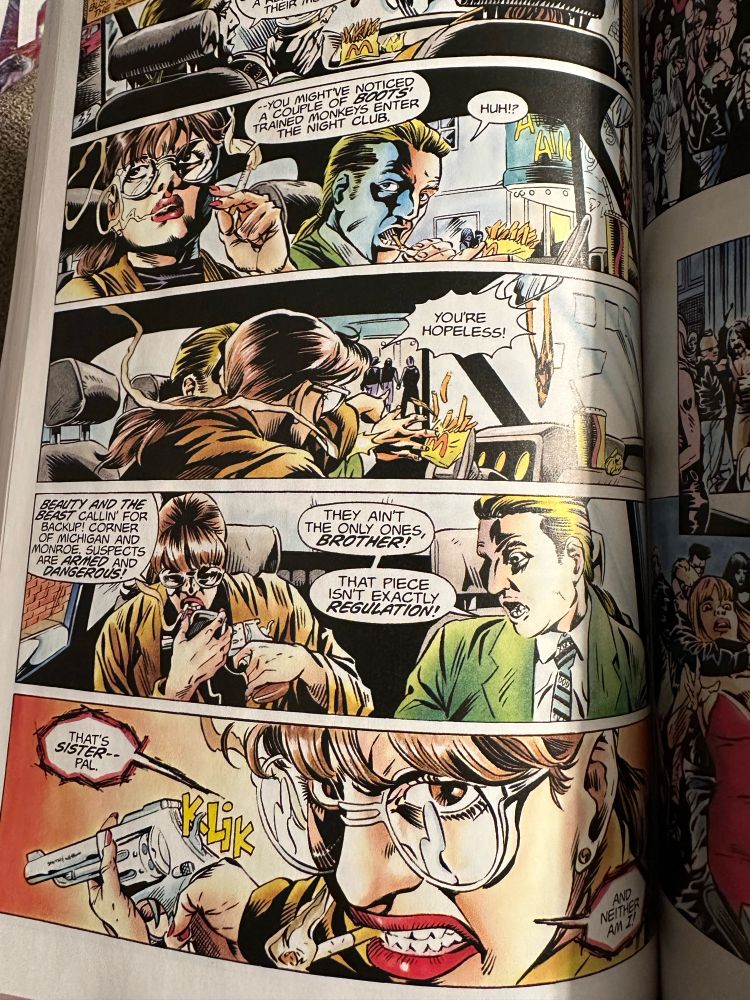 THE
THEIR
--YOU MIGHT'VE NOTICED
A COUPLE OF BOOTS'
TRAINED MONKEYS ENTER
THE NIGHT CLUB.
HUH!?
YOU'RE
HOPELESS!
BEAUTY AND THE
BEAST CALLIN' FOR
BACKUP! CORNER
OF MICHIGAN AND
MONROE. SUSPECTS
ARE ARMED AND
DANGEROUS!
THEY AIN'T
THE ONLY ONES,
BROTHER!
THAT PIECE
ISN'T EXACTLY
REGULATION!
THAT'S
SISTER--
PAL.
K-LIK
AND
NEITHER
AM I!